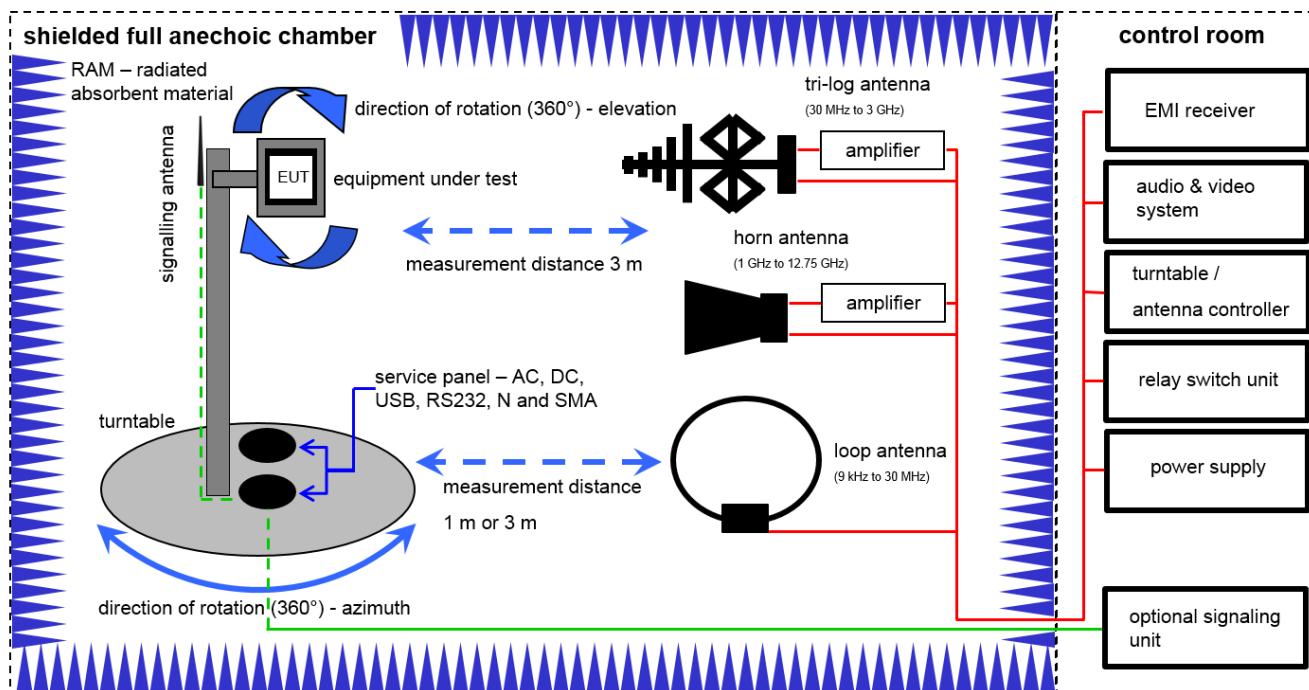 shielded full anechoic chamber
control room
RAM – radiated
absorbent material
direction of rotation (360°) - elevation
tri-log antenna
(30 MHz to 3 GHz)
amplifier
EMI receiver
signalling antenna
EUT
equipment under test
audio & video
system
measurement distance 3 m
horn antenna
(1 GHz to 12.75 GHz)
amplifier
turntable /
antenna controller
service panel – AC, DC,
USB, RS232, N and SMA
relay switch unit
turntable
loop antenna
(9 kHz to 30 MHz)
power supply
measurement distance
1 m or 3 m
direction of rotation (360°) - azimuth
optional signaling
unit